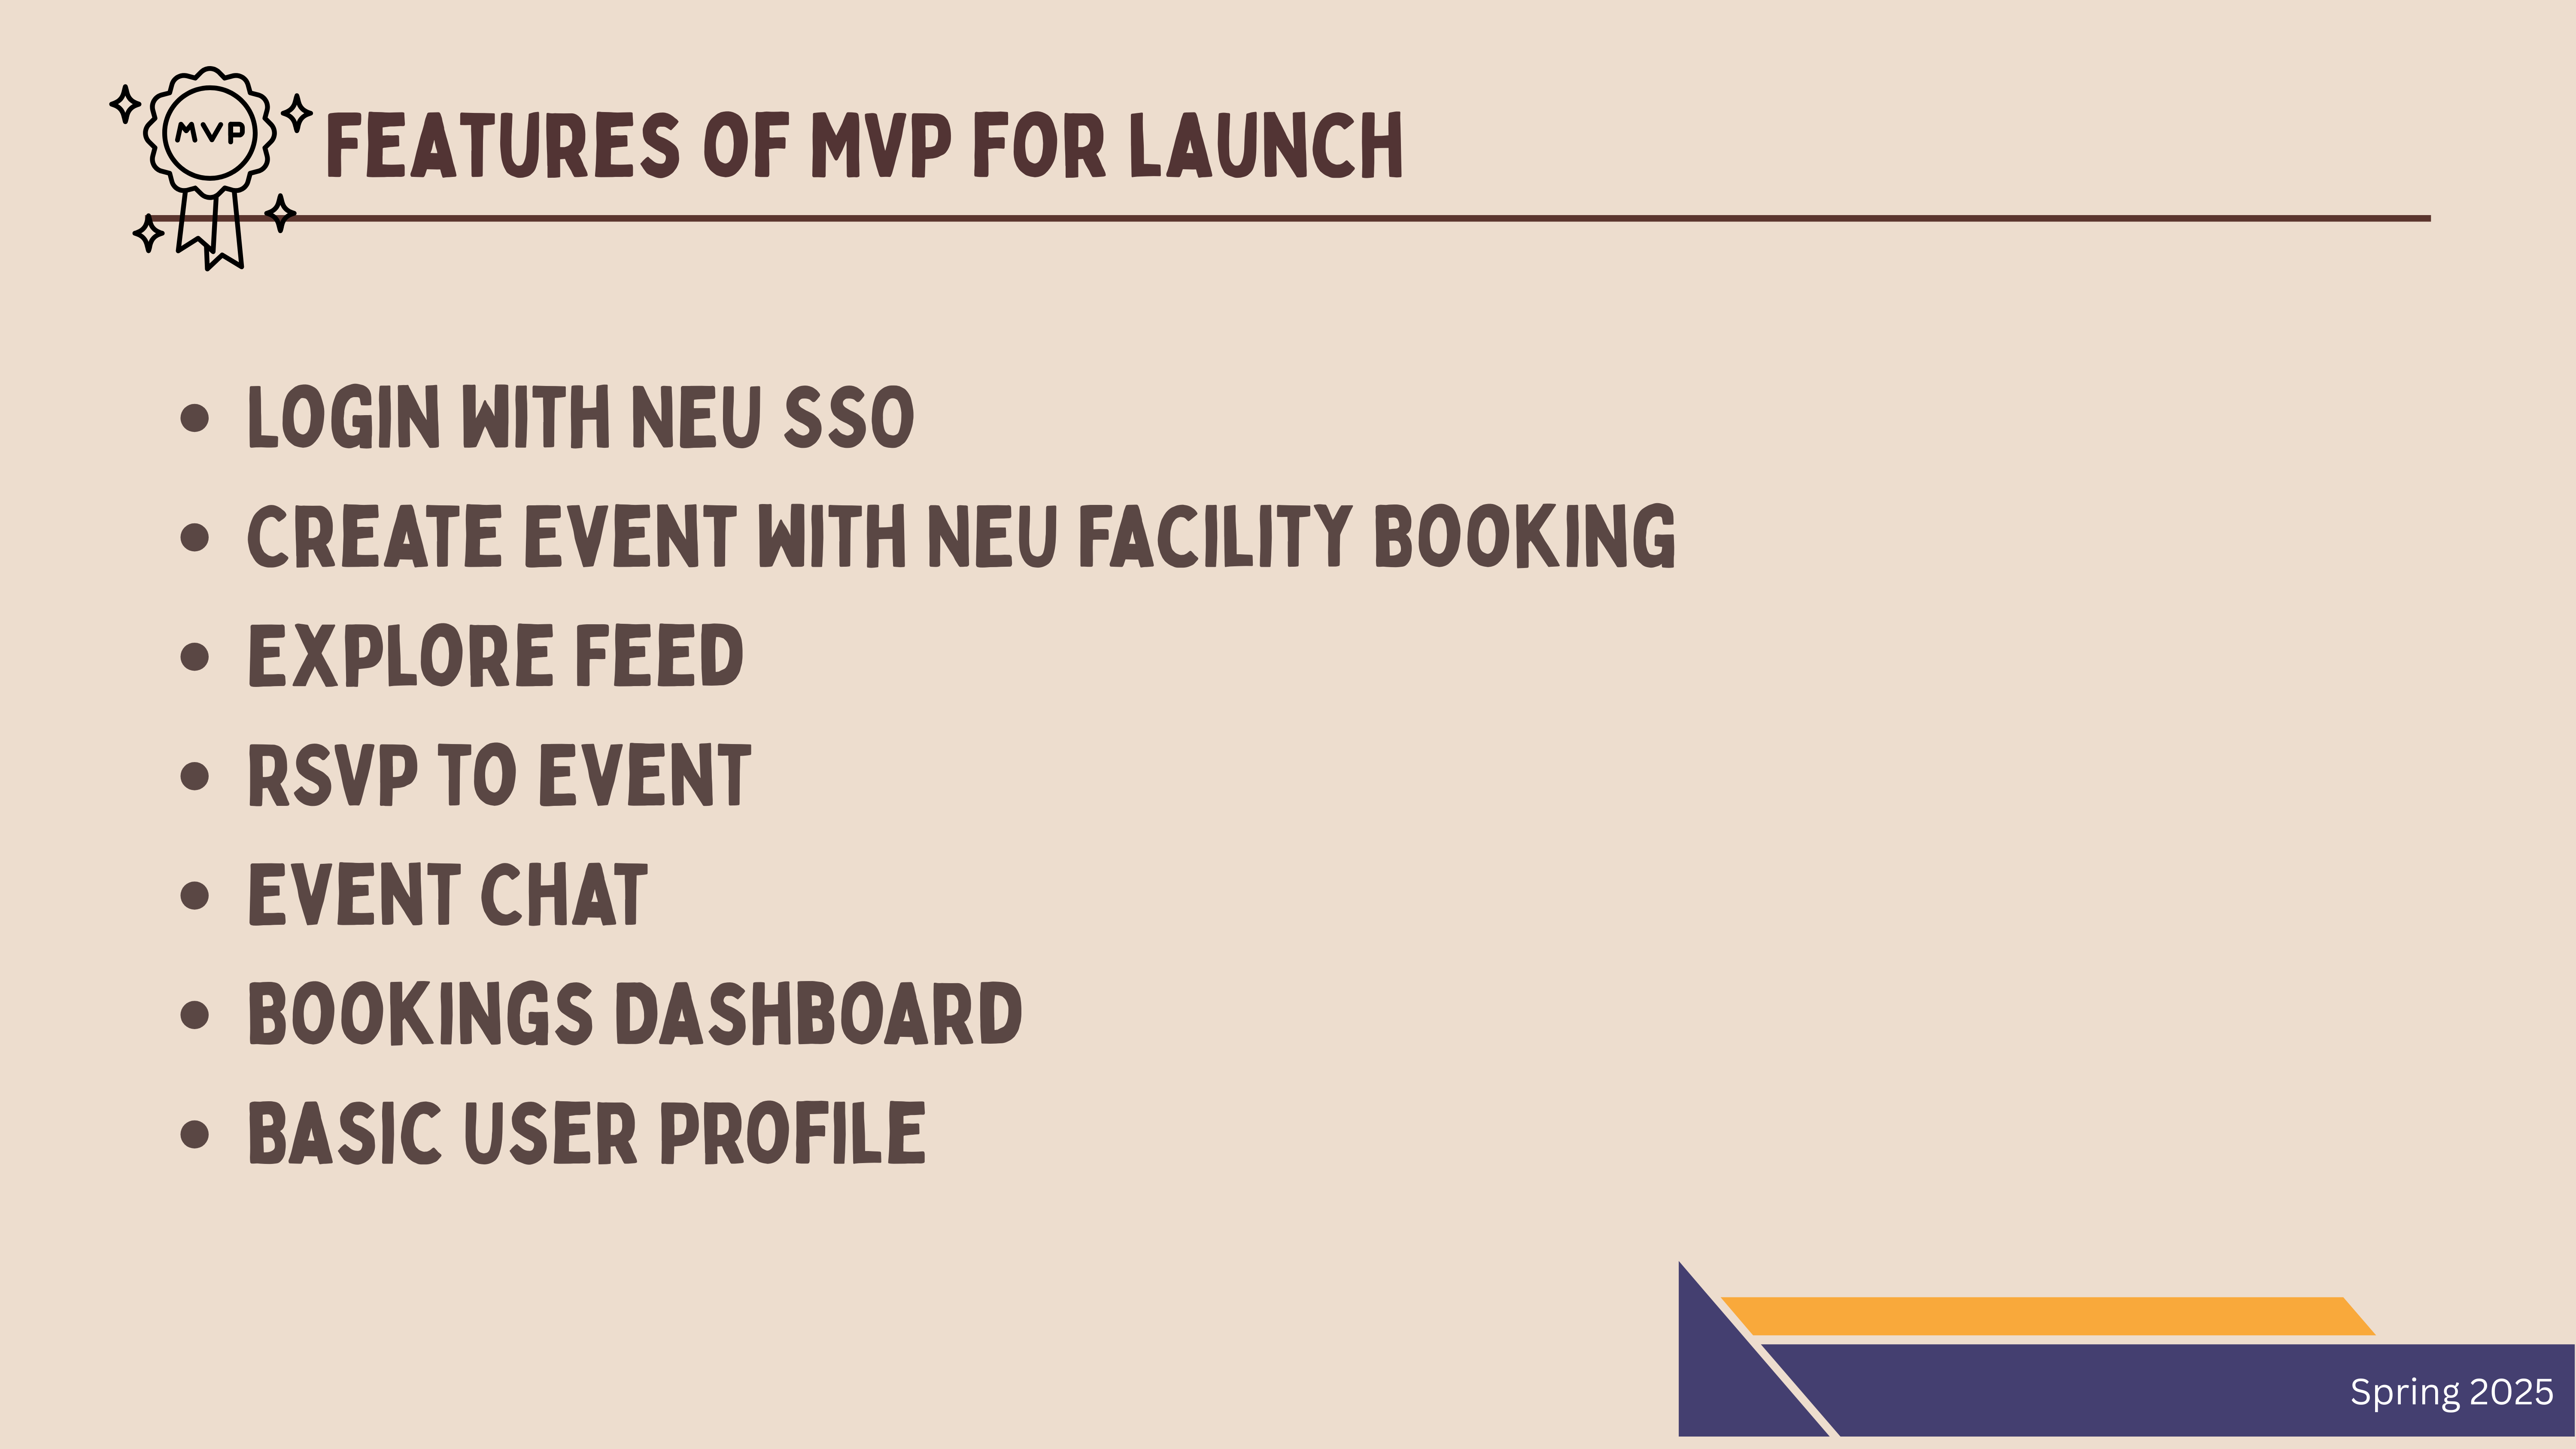 MVP
FEATURES OF MVP FOR LAUNCH
• LOGIN WITH NEU SSO
• CREATE EVENT WITH NEU FACILITY BOOKING
• EXPLORE FEED
• RSVP TO EVENT
• EVENT CHAT
• BOOKINGS DASHBOARD
• BASIC USER PROFILE
Spring 2025